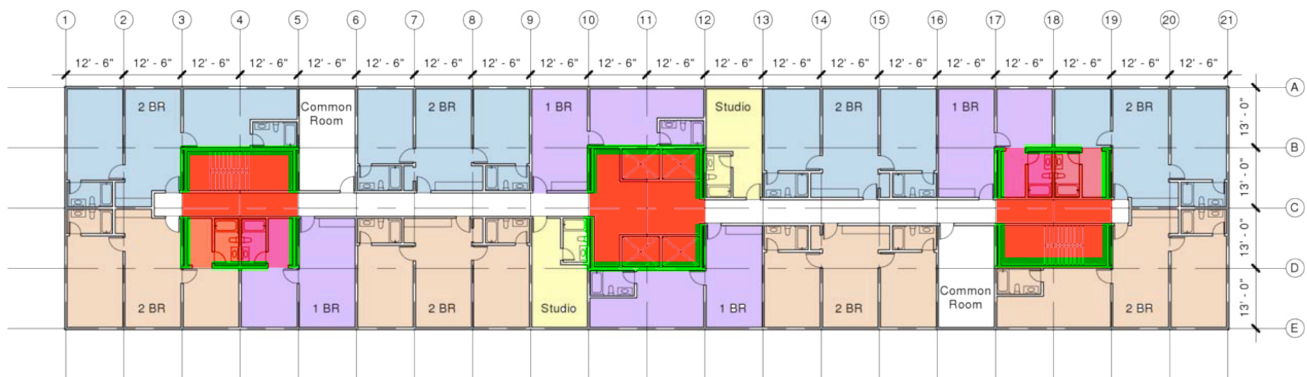 1 2 3 4 5 6 7 8 9 10 11 12 13 14 15 16 17 18 19 20 21
12' - 6" 12' - 6" 12' - 6" 12' - 6" 12' - 6" 12' - 6" 12' - 6" 12' - 6" 12' - 6" 12' - 6" 12' - 6" 12' - 6" 12' - 6" 12' - 6" 12' - 6" 12' - 6" 12' - 6" 12' - 6" 12' - 6" 12' - 6"
A
2 BR Common 2 BR 1 BR Studio 2 BR 1 BR 2 BR
Room
13' - 0"
B
13' - 0"
C
13' - 0"
D
13' - 0"
Common
Room
2 BR 1 BR 2 BR Studio 1 BR 2 BR 2 BR
E